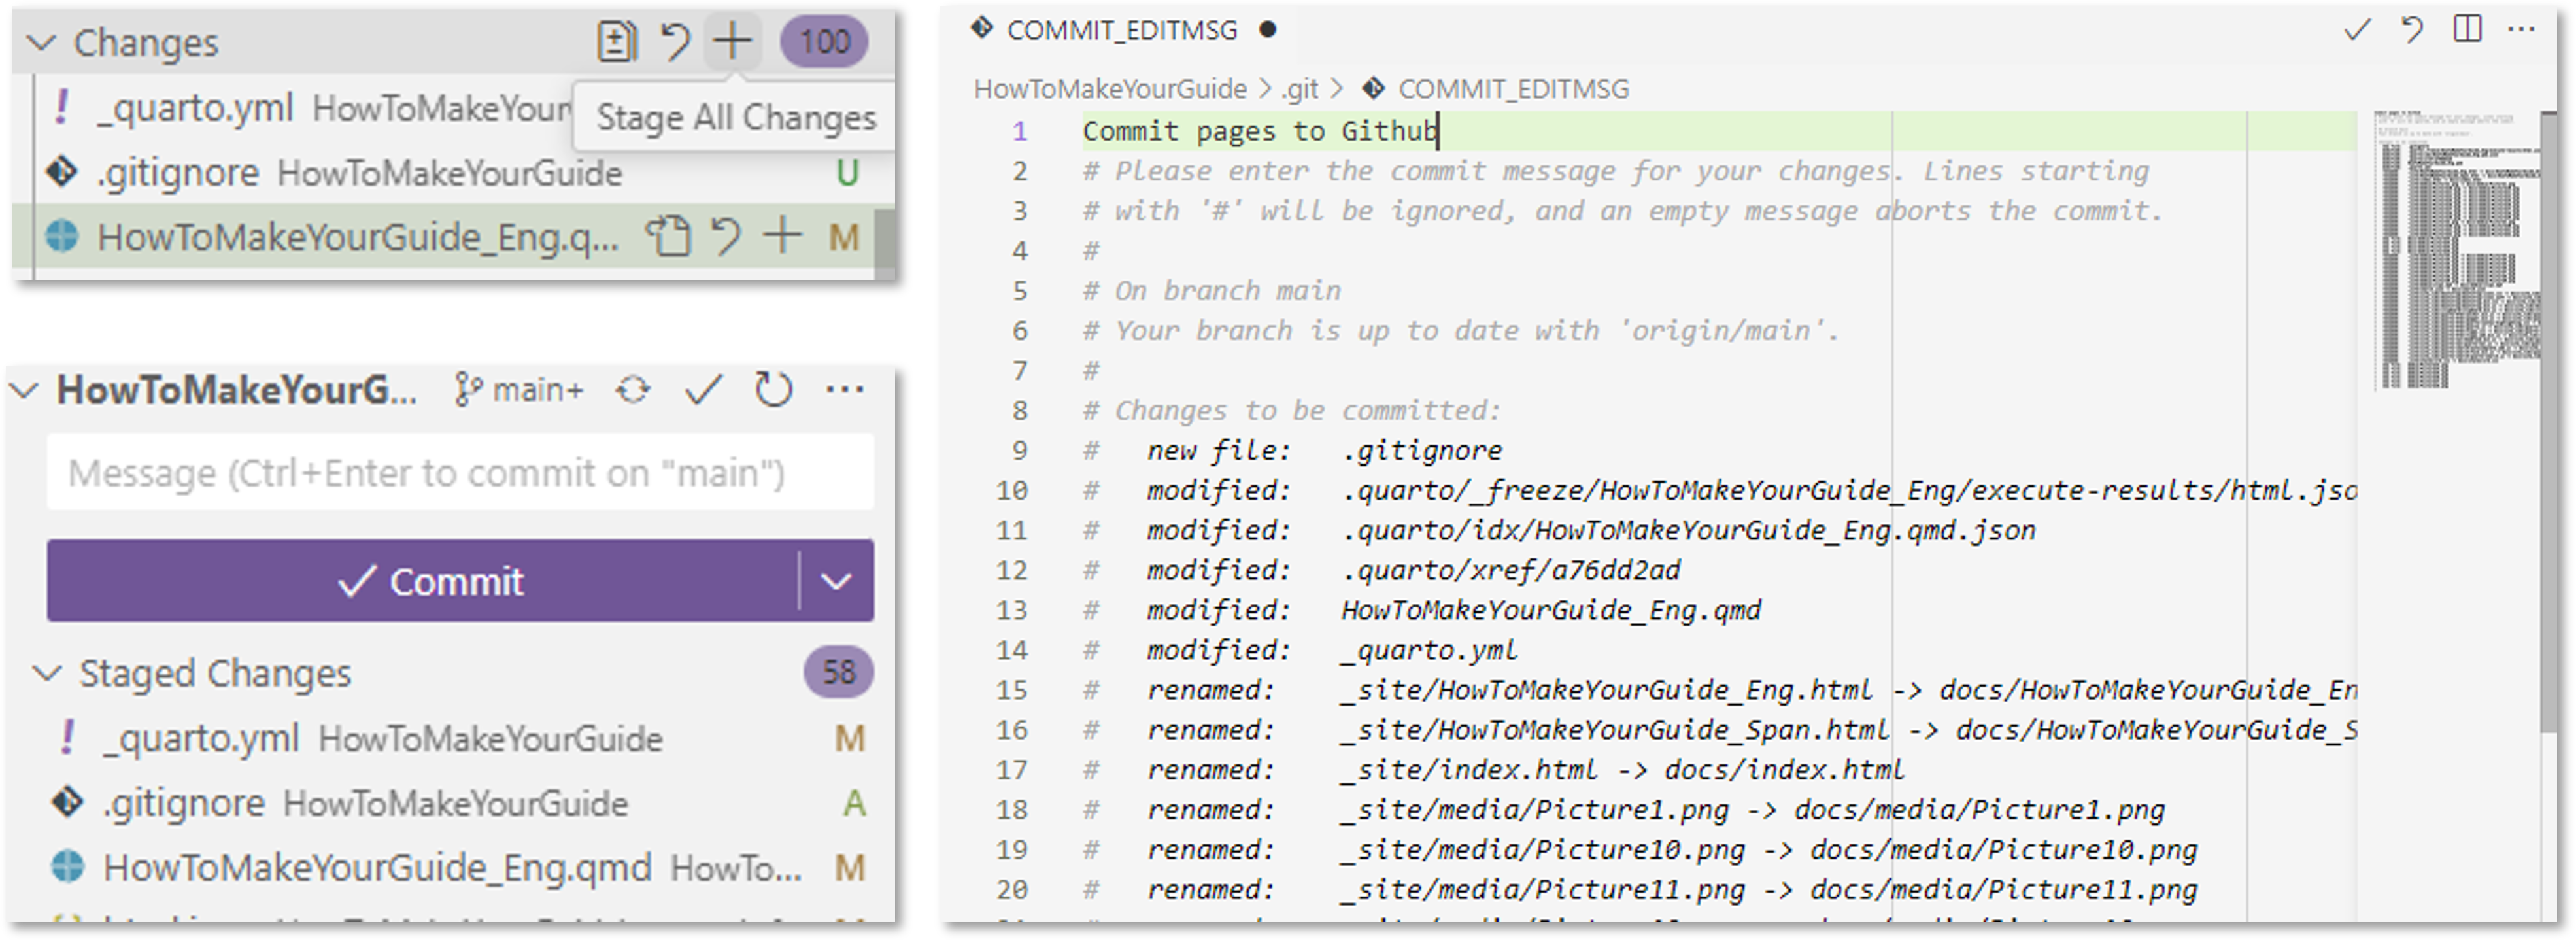 Changes 100
! _quarto.yml HowToMakeYour
Stage All Changes
.gitignore HowToMakeYourGuide U
HowToMakeYourGuide_Eng.q... M
HowToMakeYourG... main+ ...
Message (Ctrl+Enter to commit on "main")
Commit
Staged Changes 58
! _quarto.yml HowToMakeYourGuide M
.gitignore HowToMakeYourGuide A
HowToMakeYourGuide_Eng.qmd HowTo... M
COMMIT_EDITMSG ● ...
HowToMakeYourGuide > .git > COMMIT_EDITMSG
1 Commit pages to Github
2 # Please enter the commit message for your changes. Lines starting
3 # with '#' will be ignored, and an empty message aborts the commit.
4 #
5 # On branch main
6 # Your branch is up to date with 'origin/main'.
7 #
8 # Changes to be committed:
9 # new file: .gitignore
10 # modified: .quarto/_freeze/HowToMakeYourGuide_Eng/execute-results/html.jso
11 # modified: .quarto/idx/HowToMakeYourGuide_Eng.qmd.json
12 # modified: .quarto/xref/a76dd2ad
13 # modified: HowToMakeYourGuide_Eng.qmd
14 # modified: _quarto.yml
15 # renamed: _site/HowToMakeYourGuide_Eng.html -> docs/HowToMakeYourGuide_En
16 # renamed: _site/HowToMakeYourGuide_Span.html -> docs/HowToMakeYourGuide_S
17 # renamed: _site/index.html -> docs/index.html
18 # renamed: _site/media/Picture1.png -> docs/media/Picture1.png
19 # renamed: _site/media/Picture10.png -> docs/media/Picture10.png
20 # renamed: _site/media/Picture11.png -> docs/media/Picture11.png